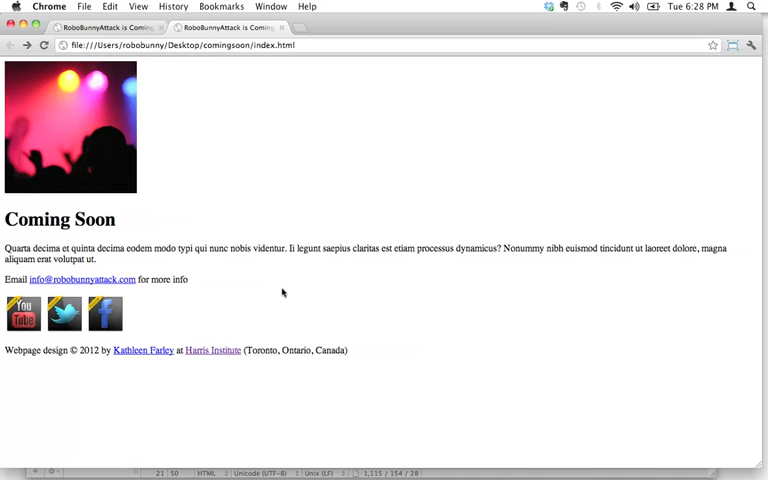 Chrome File Edit View History Bookmarks Window Help Tue 6:28 PM
RoboBunnyAttack is Coming RoboBunnyAttack is Coming
file:///Users/robobunny/Desktop/comingsoon/index.html
Coming Soon
Quarta decima et quinta decima eodem modo typi qui nunc nobis videntur. Ii legunt saepius claritas est etiam processus dynamicus? Nonummy nibh euismod tincidunt ut laoreet dolore, magna
aliquam erat volutpat ut.
Email info@robobunnyattack.com for more info
You
Tube
Webpage design © 2012 by Kathleen Farley at Harris Institute (Toronto, Ontario, Canada)
21 50 HTML Unicode (UTF-8) Unix (LF) 1,115 / 154 / 28